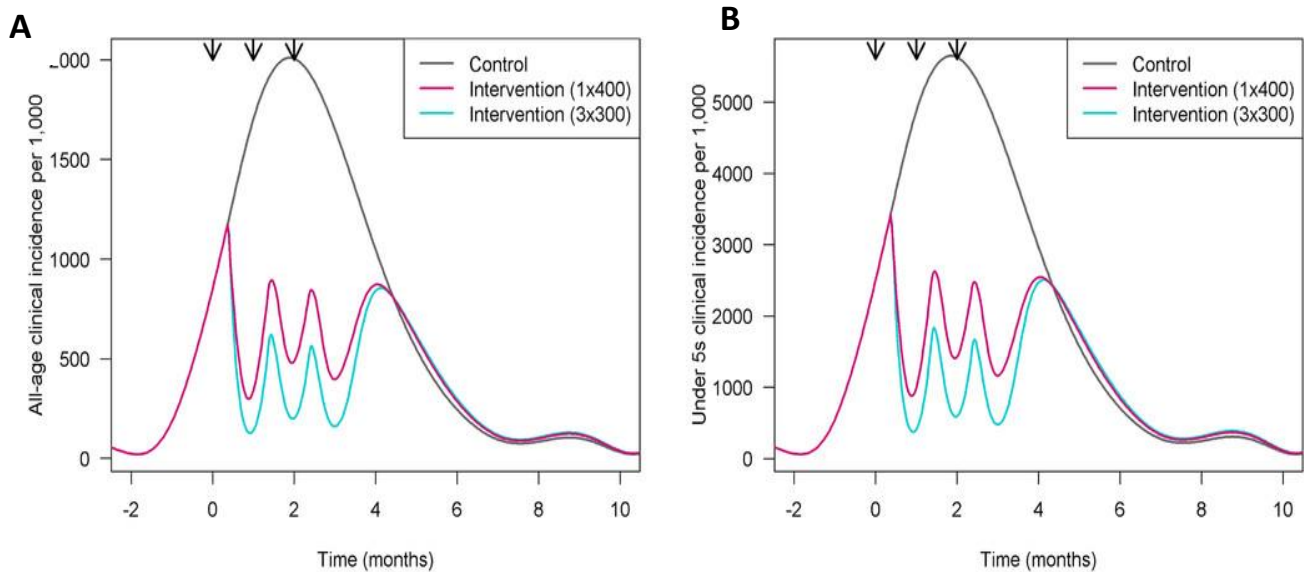 A
All-age clinical incidence per 1,000
000
1500
1000
500
0
-2 0 2 4 6 8 10
Time (months)
Control
Intervention (1x400)
Intervention (3x300)
B
Under 5s clinical incidence per 1,000
5000
4000
3000
2000
1000
0
-2 0 2 4 6 8 10
Time (months)
Control
Intervention (1x400)
Intervention (3x300)